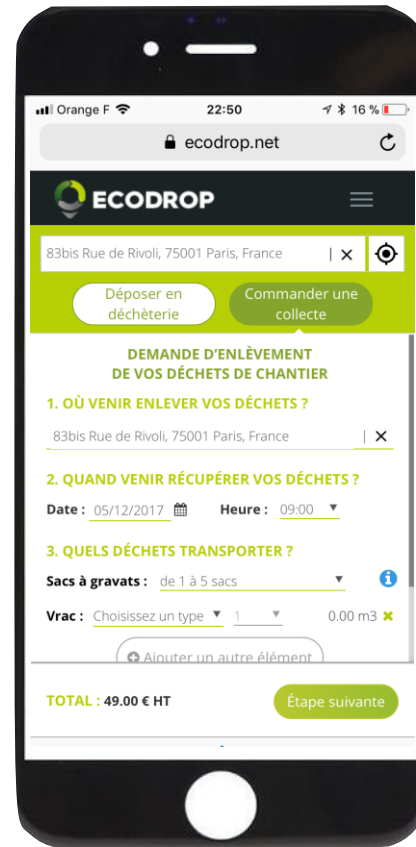 Orange F 22:50 16 %
ecodrop.net
ECODROP
83bis Rue de Rivoli, 75001 Paris, France
Déposer en
déchèterie
Commander une
collecte
DEMANDE D'ENLÈVEMENT
DE VOS DÉCHETS DE CHANTIER
1. OÙ VENIR ENLEVER VOS DÉCHETS ?
83bis Rue de Rivoli, 75001 Paris, France
2. QUAND VENIR RÉCUPÉRER VOS DÉCHETS ?
Date : 05/12/2017 Heure : 09:00
3. QUELS DÉCHETS TRANSPORTER ?
Sacs à gravats : de 1 à 5 sacs
Vrac : Choisissez un type 1 0.00 m3
Ajouter un autre élément
TOTAL : 49.00 € HT
Étape suivante